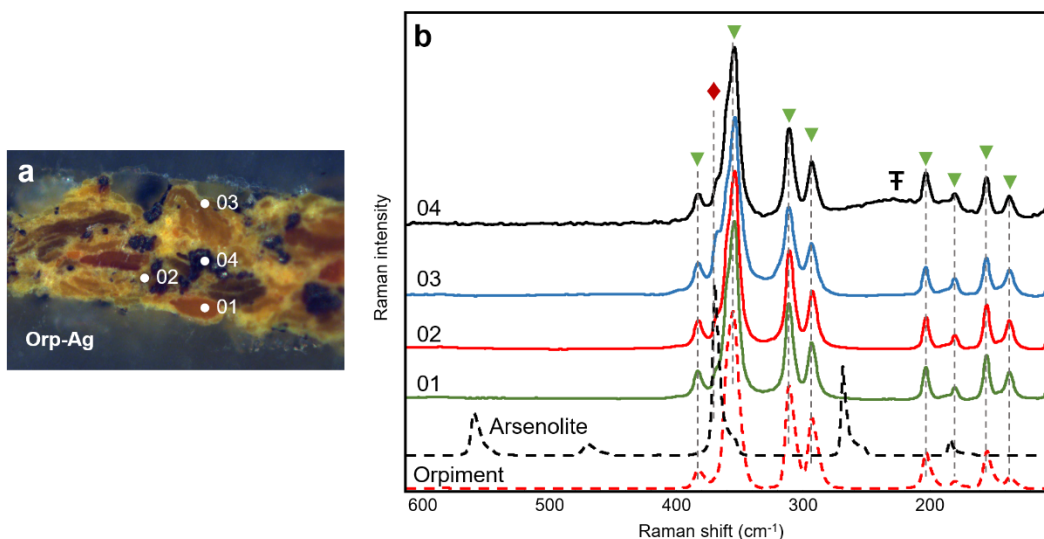 a
03
04
02
01
Orp-Ag
b
Ŧ
04
03
02
01
Arsenolite
Orpiment
Raman intensity
600 500 400 300 200
Raman shift (cm⁻¹)